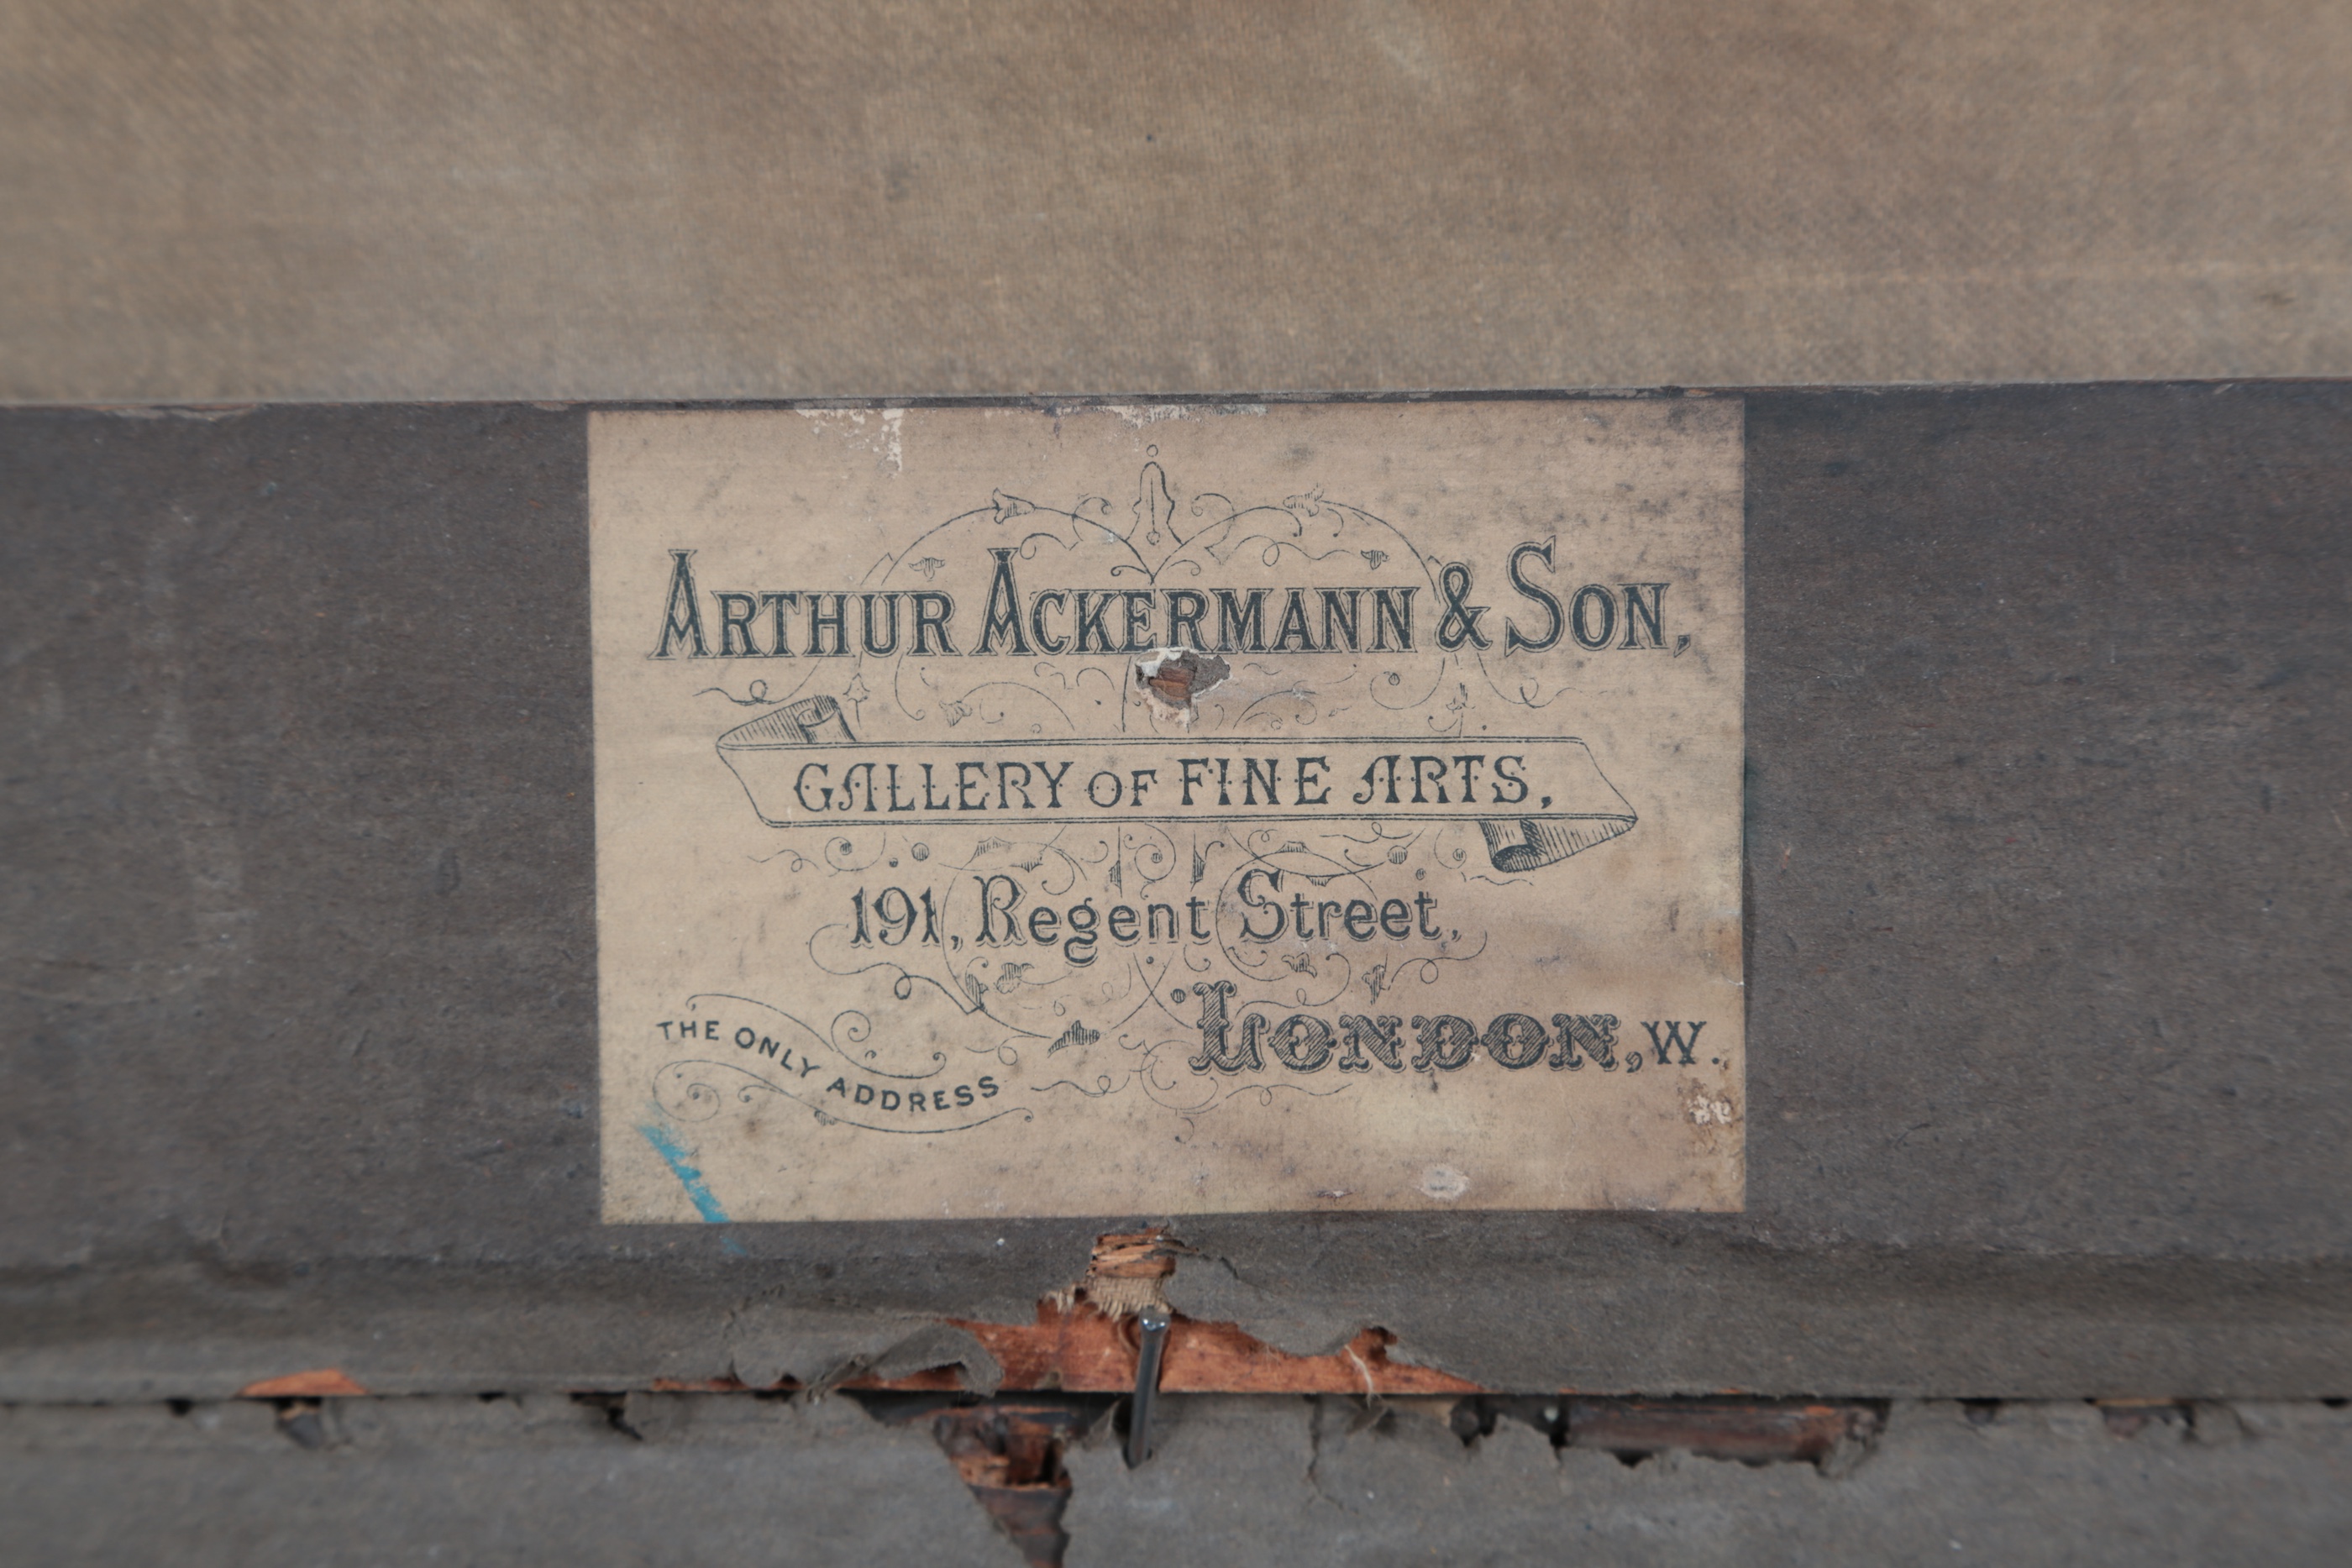 ARTHUR ACKERMANN & SON,
GALLERY OF FINE ARTS,
191, Regent Street,
LONDON, W.
THE ONLY ADDRESS